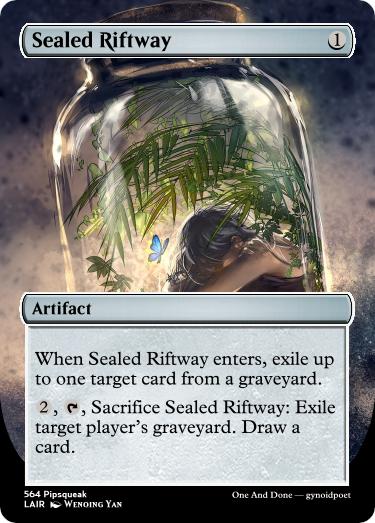 Sealed Riftway 1
Artifact
When Sealed Riftway enters, exile up
to one target card from a graveyard.
2 , , Sacrifice Sealed Riftway: Exile
target player's graveyard. Draw a
card.
564 Pipsqueak
LAIR Wenqing Yan
One And Done — gynoidpoet